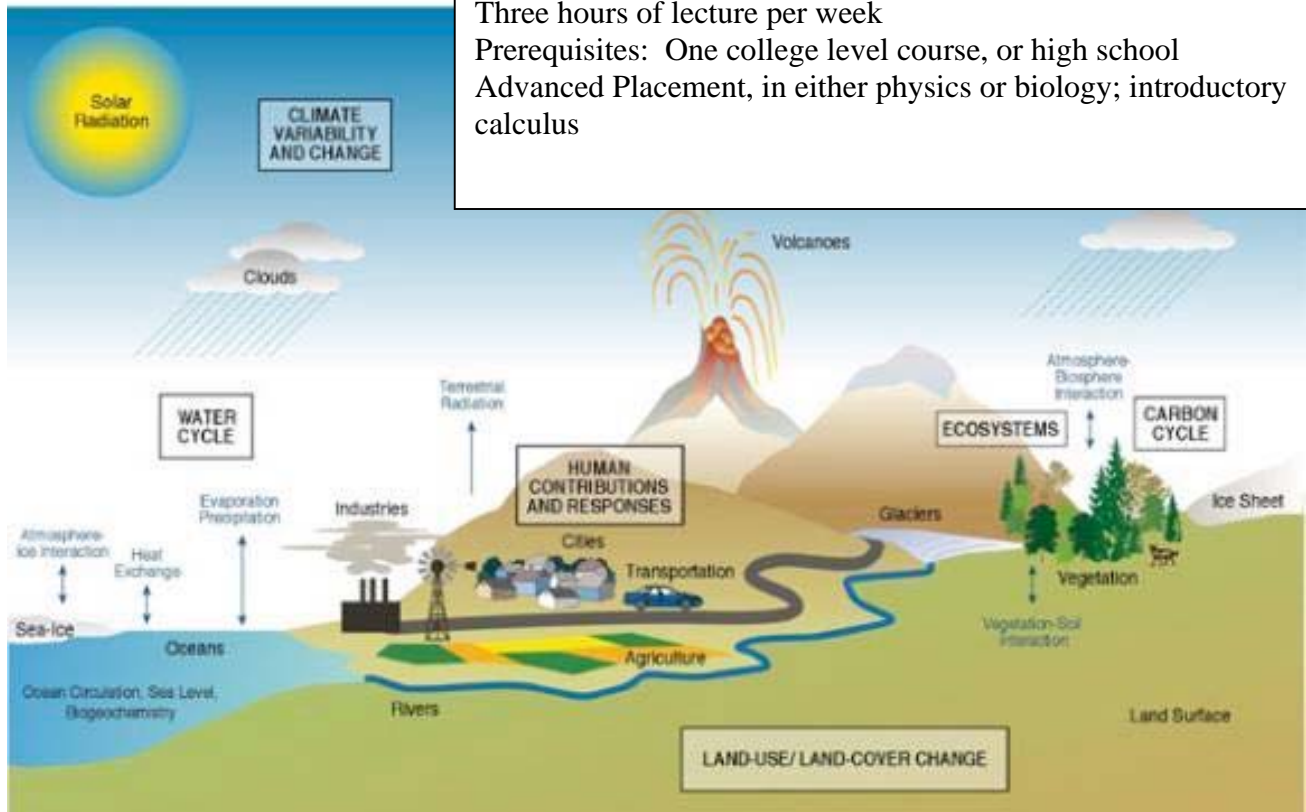 Three hours of lecture per week
Prerequisites: One college level course, or high school
Advanced Placement, in either physics or biology; introductory
calculus
Solar
Radiation
CLIMATE
VARIABILITY
AND CHANGE
Clouds
Volcanoes
Atmosphere-
Biosphere
Interaction
Terrestrial
Radiation
WATER
CYCLE
ECOSYSTEMS
CARBON
CYCLE
HUMAN
CONTRIBUTIONS
AND RESPONSES
Evaporation
Precipitation
Industries
Glaciers
Ice Sheet
Atmosphere-
Ice Interaction
Heat
Exchange
Cities
Transportation
Vegetation
Sea-Ice
Oceans
Agriculture
Vegetation-Soil
Interaction
Ocean Circulation, Sea Level,
Biogeochemistry
Rivers
Land Surface
LAND-USE/ LAND-COVER CHANGE